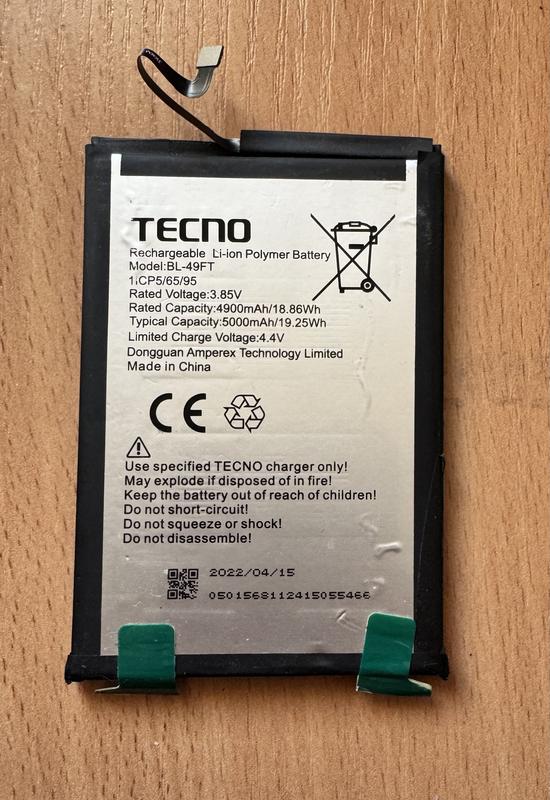 TECNO
Rechargeable Li-ion Polymer Battery
Model:BL-49FT
1ICP5/65/95
Rated Voltage:3.85V
Rated Capacity:4900mAh/18.86Wh
Typical Capacity:5000mAh/19.25Wh
Limited Charge Voltage:4.4V
Dongguan Amperex Technology Limited
Made in China
CE
Use specified TECNO charger only!
May explode if disposed of in fire!
Keep the battery out of reach of children!
Do not short-circuit!
Do not squeeze or shock!
Do not disassemble!
2022/04/15
0501568112415055466